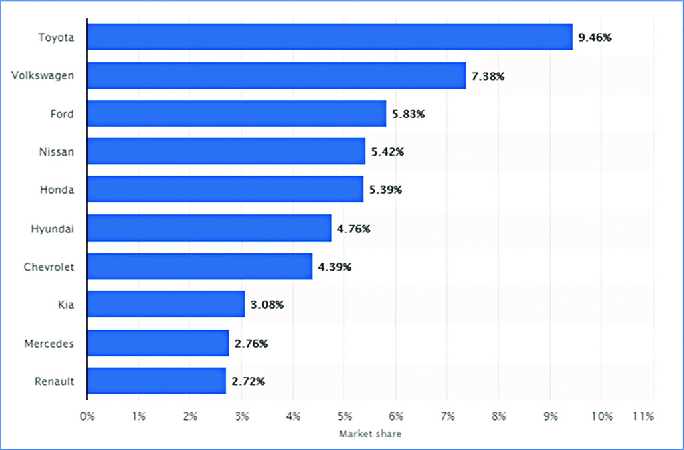 Toyota 9.46%
Volkswagen 7.38%
Ford 5.83%
Nissan 5.42%
Honda 5.39%
Hyundai 4.76%
Chevrolet 4.39%
Kia 3.08%
Mercedes 2.76%
Renault 2.72%
0% 1% 2% 3% 4% 5% 6% 7% 8% 9% 10% 11%
Market share